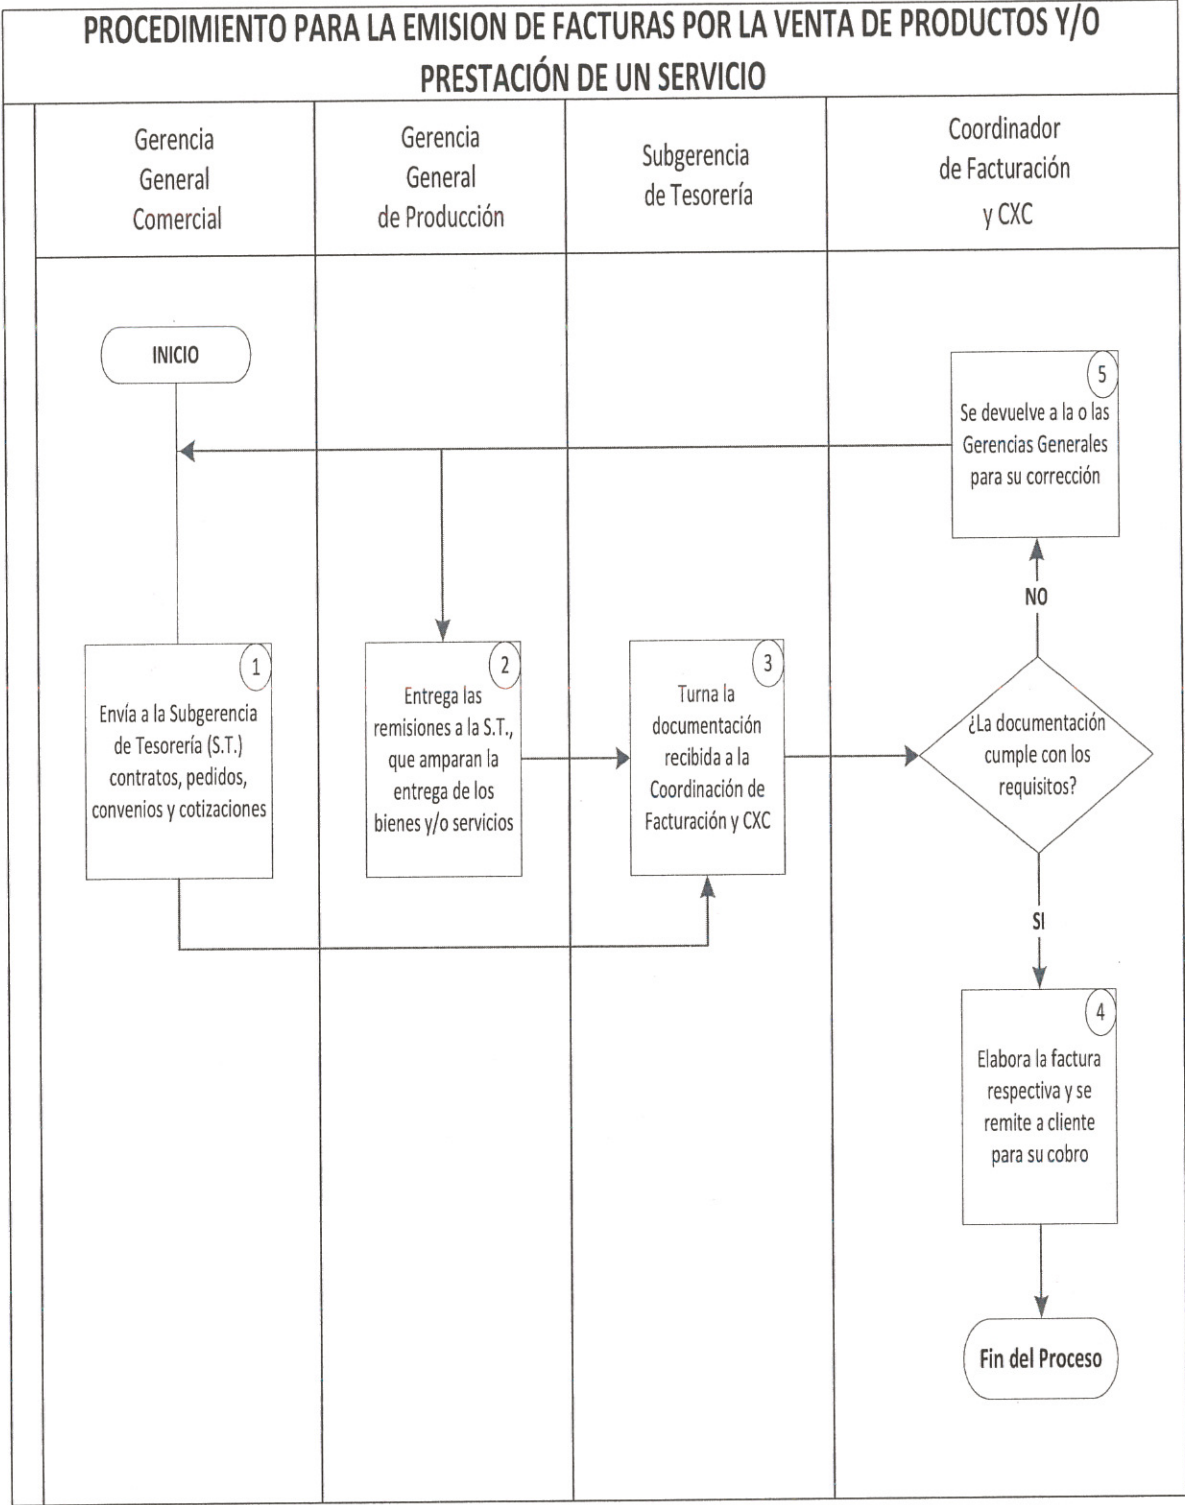 PROCEDIMIENTO PARA LA EMISION DE FACTURAS POR LA VENTA DE PRODUCTOS Y/O
PRESTACIÓN DE UN SERVICIO
Gerencia
General
Comercial
Gerencia
General
de Producción
Subgerencia
de Tesorería
Coordinador
de Facturación
y CXC
INICIO
5
Se devuelve a la o las
Gerencias Generales
para su corrección
NO
1
Envía a la Subgerencia
de Tesorería (S.T.)
contratos, pedidos,
convenios y cotizaciones
2
Entrega las
remisiones a la S.T.,
que amparan la
entrega de los
bienes y/o servicios
3
Turna la
documentación
recibida a la
Coordinación de
Facturación y CXC
¿La documentación
cumple con los
requisitos?
SI
4
Elabora la factura
respectiva y se
remite a cliente
para su cobro
Fin del Proceso